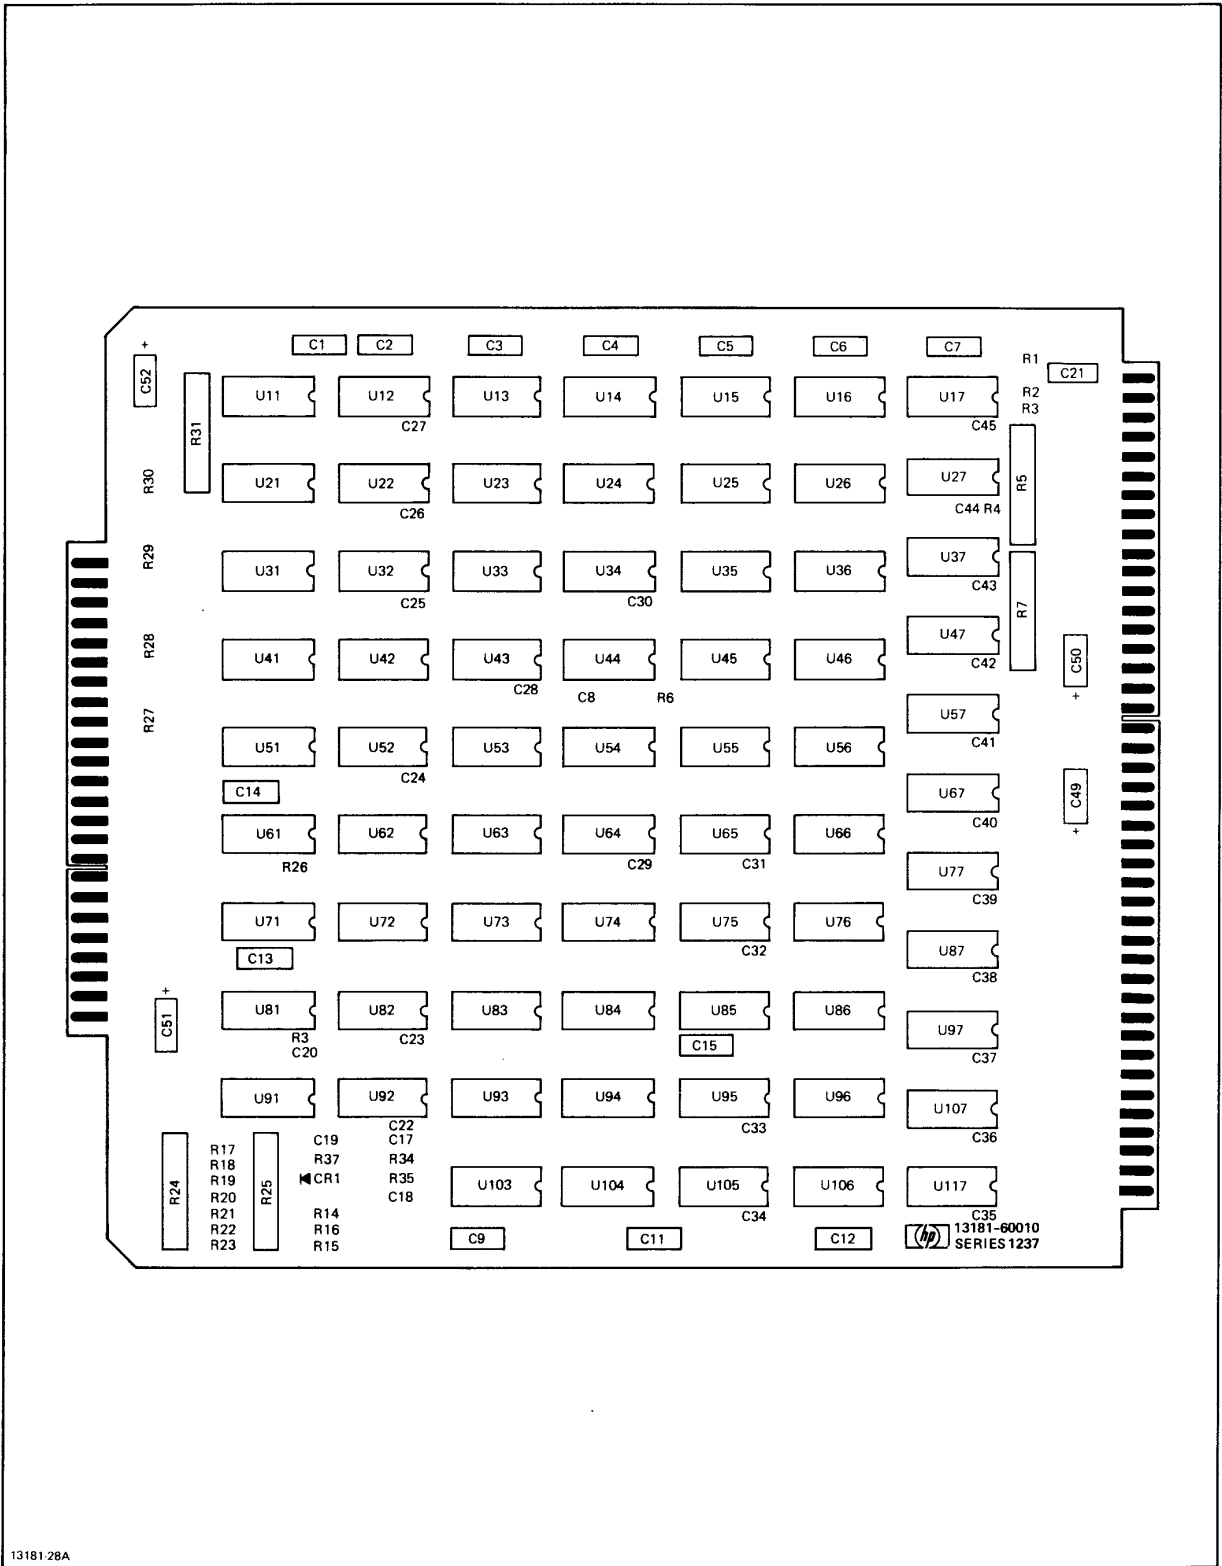 + C1 C2 C3 C4 C5 C6 C7
R1
C52 C21
U11 U12 U13 U14 U15 U16 U17 R2
R3
C27 C45
R31
R30 U21 U22 U23 U24 U25 U26 U27 R5
C26 C44 R4
R29 U31 U32 U33 U34 U35 U36 U37
C25 C30 C43
R7
R28 U41 U42 U43 U44 U45 U46 U47 C50
C28 C8 R6 C42
+
R27 U57
U51 U52 U53 U54 U55 U56 C41
C24
C14 U67 C49
C40 +
U61 U62 U63 U64 U65 U66
R26 C29 C31
U77
C39
U71 U72 U73 U74 U75 U76
C13 C32 U87
C38
+
C51 U81 U82 U83 U84 U85 U86 U97
R3 C23 C15
C20 C37
U91 U92 U93 U94 U95 U96 U107
C22 C33
C19 C17 C36
R17 R37 R34
R18
R24 R19 R25 CR1 R35 U103 U104 U105 U106 U117
R20 C18
R21 R14 C34 C35
R22 R16 hp 13181-60010
R23 R15 C9 C11 C12 SERIES 1237
13181-28A